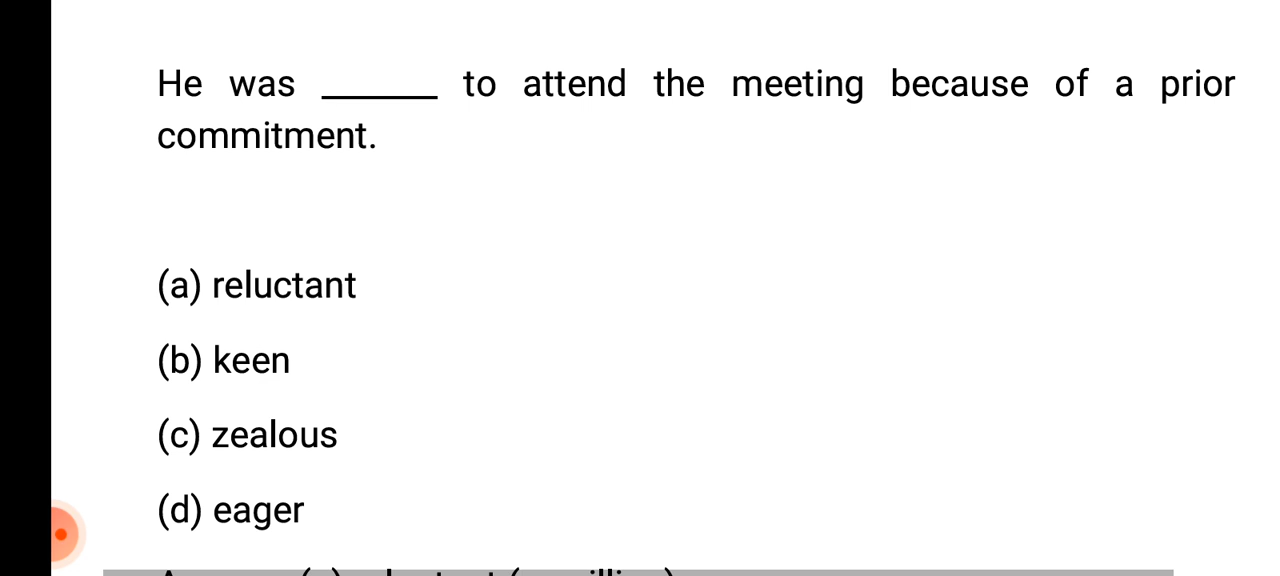 He was ______ to attend the meeting because of a prior
commitment.
(a) reluctant
(b) keen
(c) zealous
(d) eager